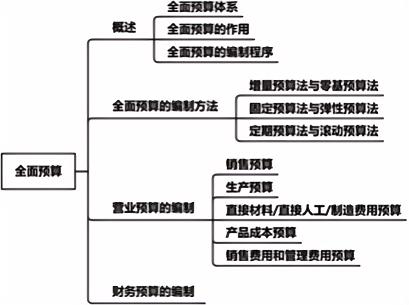 全面预算
概述
全面预算体系
全面预算的作用
全面预算的编制程序
全面预算的编制方法
增量预算法与零基预算法
固定预算法与弹性预算法
定期预算法与滚动预算法
营业预算的编制
销售预算
生产预算
直接材料/直接人工/制造费用预算
产品成本预算
销售费用和管理费用预算
财务预算的编制